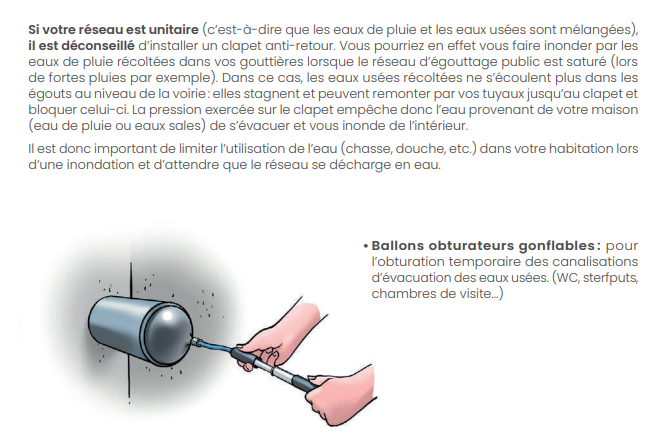 Si votre réseau est unitaire (c’est-à-dire que les eaux de pluie et les eaux usées sont mélangées),
il est déconseillé d’installer un clapet anti-retour. Vous pourriez en effet vous faire inonder par les
eaux de pluie récoltées dans vos gouttières lorsque le réseau d’égouttage public est saturé (lors
de fortes pluies par exemple). Dans ce cas, les eaux usées récoltées ne s’écoulent plus dans les
égouts au niveau de la voirie : elles stagnent et peuvent remonter par vos tuyaux jusqu’au clapet et
bloquer celui-ci. La pression exercée sur le clapet empêche donc l’eau provenant de votre maison
(eau de pluie ou eaux sales) de s’évacuer et vous inonde de l’intérieur.
Il est donc important de limiter l’utilisation de l’eau (chasse, douche, etc.) dans votre habitation lors
d’une inondation et d’attendre que le réseau se décharge en eau.
• Ballons obturateurs gonflables : pour
l’obturation temporaire des canalisations
d’évacuation des eaux usées. (WC, sterfputs,
chambres de visite...)